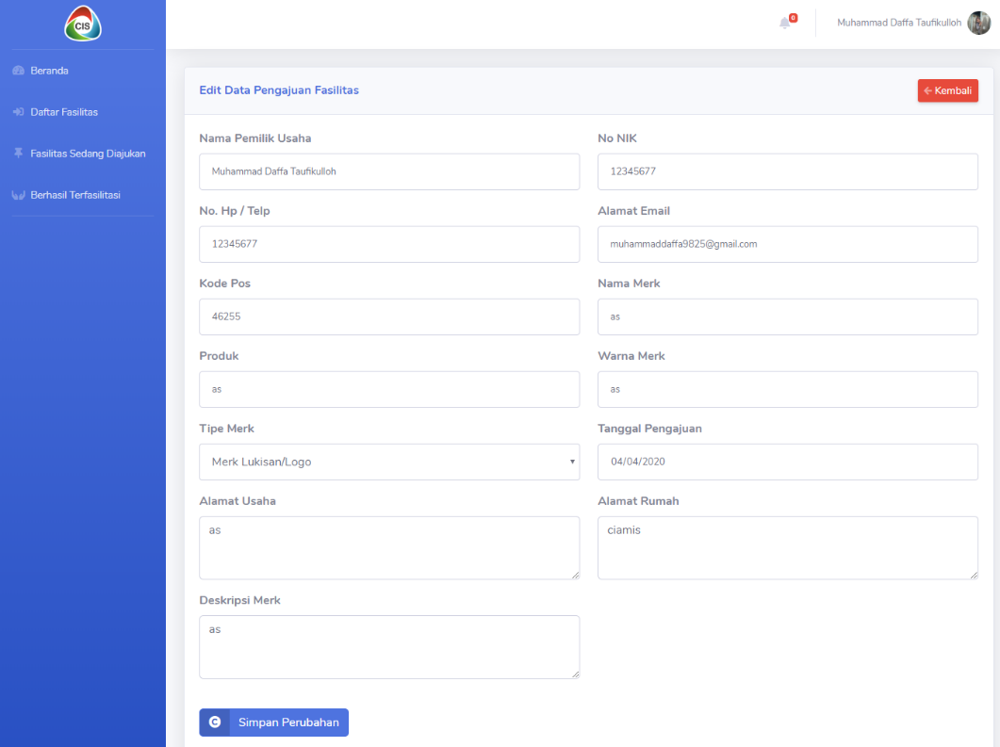 CIS
0
Muhammad Daffa Taufikulloh
Beranda
Daftar Fasilitas
Fasilitas Sedang Diajukan
Berhasil Terfasilitasi
Edit Data Pengajuan Fasilitas
Kembali
Nama Pemilik Usaha
No NIK
Muhammad Daffa Taufikulloh
12345677
No. Hp / Telp
Alamat Email
12345677
muhammaddaffa9825@gmail.com
Kode Pos
Nama Merk
46255
as
Produk
Warna Merk
as
as
Tipe Merk
Tanggal Pengajuan
Merk Lukisan/Logo
04/04/2020
Alamat Usaha
Alamat Rumah
as
ciamis
Deskripsi Merk
as
Simpan Perubahan